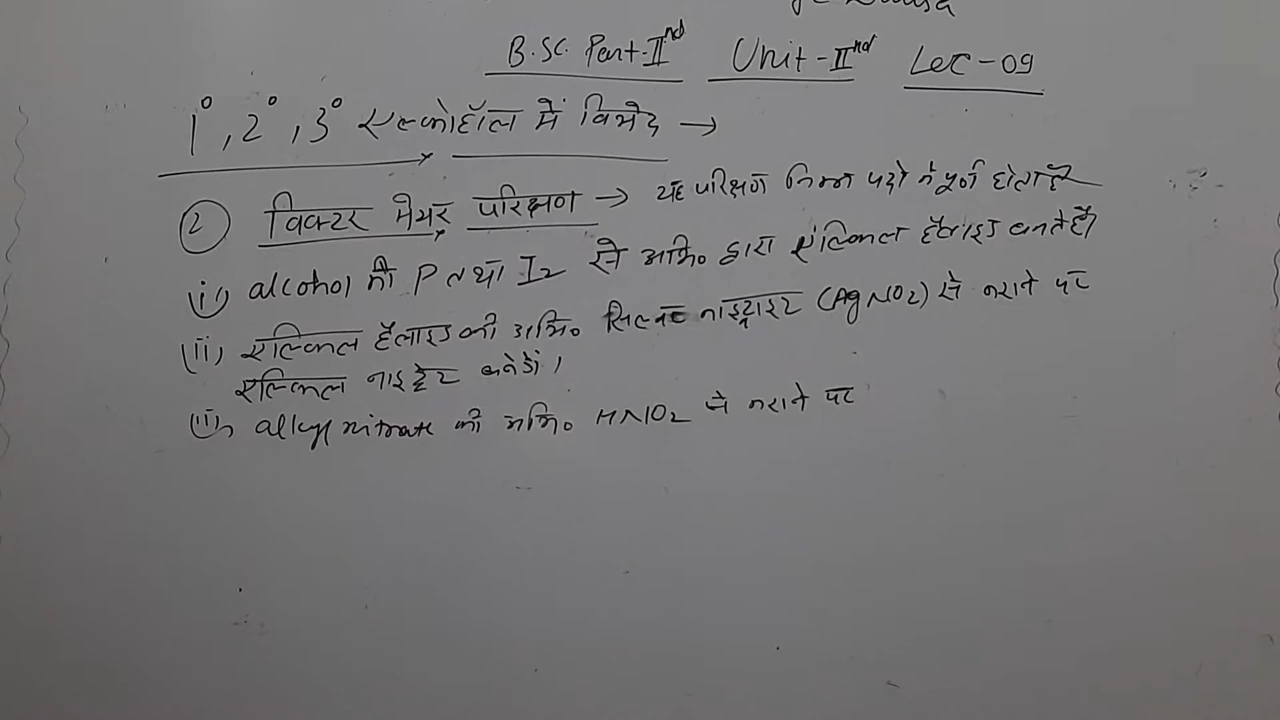 B.Sc. Part-IInd Unit-IInd Lec-09
1°, 2°, 3° एल्कोहॉल में विभेद →
② विक्टर मेयर परिक्षण → यह परिक्षण निम्न पदो में पूर्ण होता है
(i) alcohol की P तथा I2 से अभि० द्वारा एल्किल हैलाइड बनते हैं।
(ii) एल्किल हैलाइड की अभि० सिल्वर नाइट्राइट (AgNO2) से कराने पर
एल्किल नाइट्रेट बनेगें।
(iii) alkyl nitrate की अभि० HNO2 से कराने पर